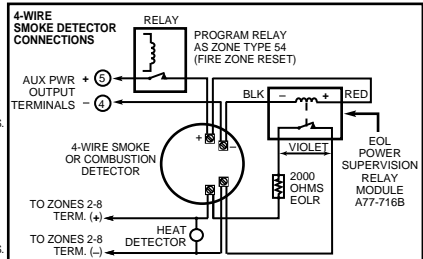 4-WIRE
SMOKE DETECTOR
CONNECTIONS
RELAY
PROGRAM RELAY
AS ZONE TYPE 54
(FIRE ZONE RESET)
AUX PWR + 5
OUTPUT
TERMINALS – 4
BLK – + RED
+ –
4-WIRE SMOKE
OR COMBUSTION
DETECTOR
VIOLET
EOL
POWER
SUPERVISION
RELAY
MODULE
A77-716B
2000
OHMS
EOLR
TO ZONES 2-8
TERM. (+)
HEAT
DETECTOR
TO ZONES 2-8
TERM. (–)